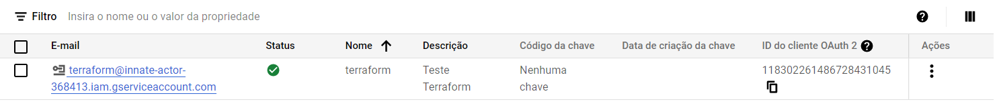 Filtro Insira o nome ou o valor da propriedade
E-mail Status Nome Descrição Código da chave Data de criação da chave ID do cliente OAuth 2 Ações
terraform@innate-actor- terraform Teste Nenhuma 118302261486728431045
368413.iam.gserviceaccount.com Terraform chave